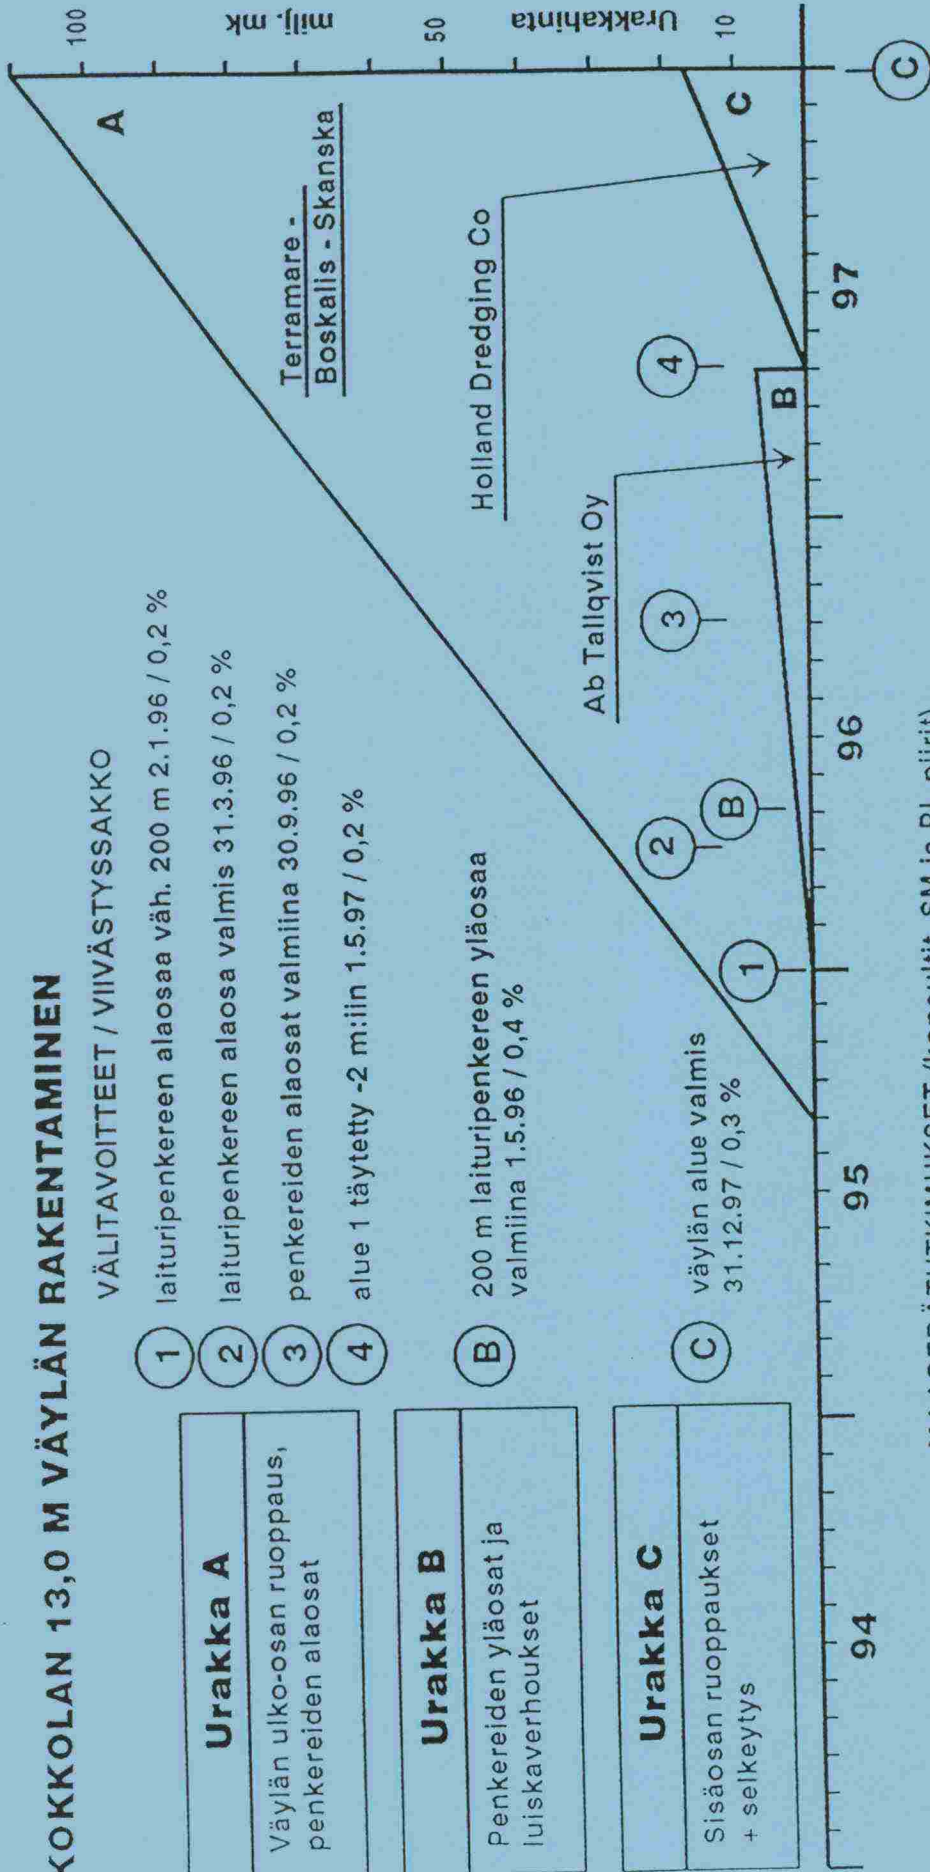 KOKKOLAN 13,0 M VÄYLÄN RAKENTAMINEN
VÄLITAVOITTEET / VIIVÄSTYSSAKKO
Urakka A
Väylän ulko-osan ruoppaus,
penkereiden alaosat
1 laituripenkereen alaosaa väh. 200 m 2.1.96 / 0,2 %
2 laituripenkereen alaosa valmis 31.3.96 / 0,2 %
3 penkereiden alaosat valmiina 30.9.96 / 0,2 %
4 alue 1 täytetty -2 m:iin 1.5.97 / 0,2 %
Urakka B
Penkereiden yläosat ja
luiskaverhoukset
B 200 m laituripenkereen yläosaa
valmiina 1.5.96 / 0,4 %
Urakka C
Sisäosan ruoppaukset
+ selkeytys
C väylän alue valmis
31.12.97 / 0,3 %
Terramare -
Boskalis - Skanska
Holland Dredging Co
Ab Tallqvist Oy
A
B
C
1
2
B
3
4
C
100
milj. mk
50
Urakkahinta
10
94
95
96
97